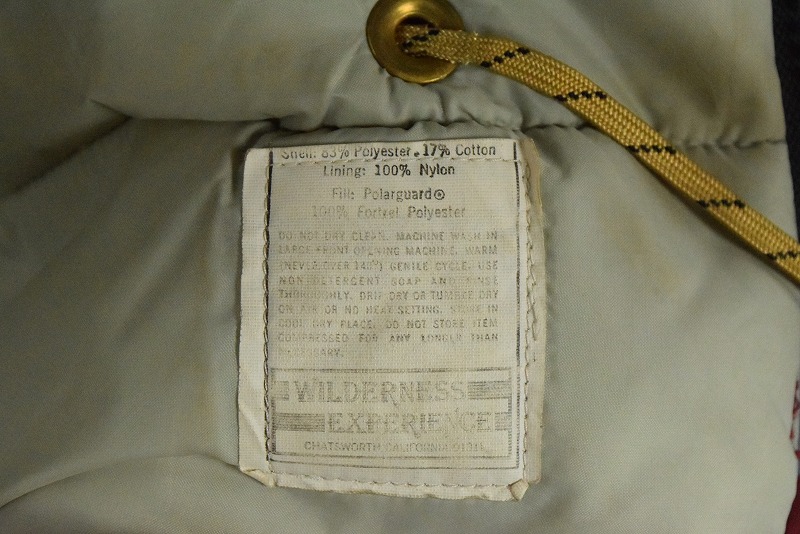 Shell: 83% Polyester. 17% Cotton
Lining: 100% Nylon
Fill: Polarguard®
100% Fortrel Polyester
DO NOT DRY CLEAN. MACHINE WASH IN
LARGE FRONT OPENING MACHINE. WARM
(NEVER OVER 140°) GENTLE CYCLE. USE
NON-DETERGENT SOAP AND RINSE
THOROUGHLY. DRIP DRY OR TUMBLE DRY
ON AIR OR NO HEAT SETTING. STORE IN
COOL DRY PLACE. DO NOT STORE ITEM
COMPRESSED FOR ANY LONGER THAN
NECESSARY.
WILDERNESS
EXPERIENCE
CHATSWORTH CALIFORNIA 91311